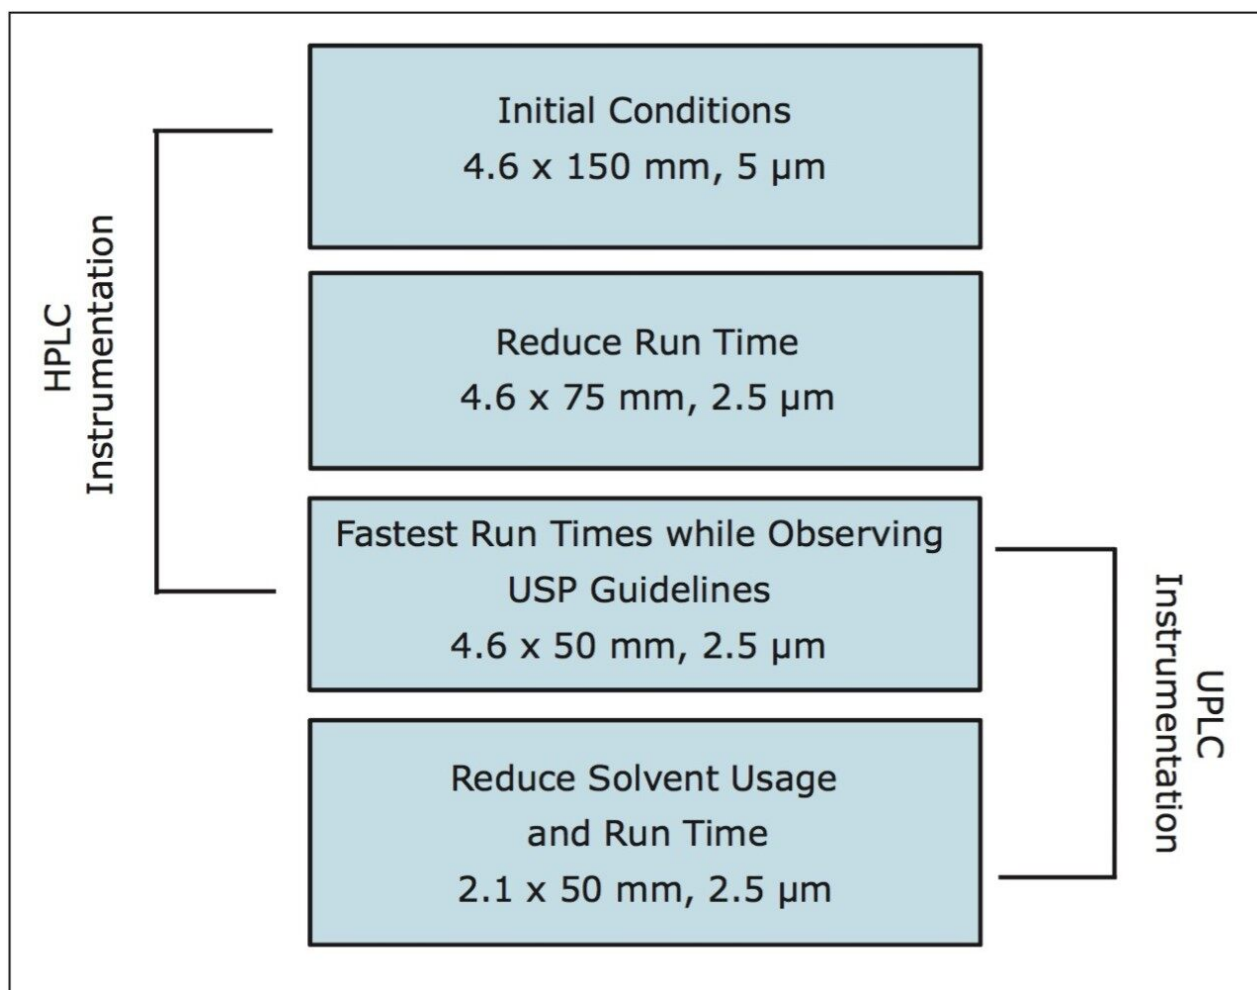 Initial Conditions
4.6 x 150 mm, 5 µm
Reduce Run Time
4.6 x 75 mm, 2.5 µm
Fastest Run Times while Observing
USP Guidelines
4.6 x 50 mm, 2.5 µm
Reduce Solvent Usage
and Run Time
2.1 x 50 mm, 2.5 µm
HPLC
Instrumentation
UPLC
Instrumentation